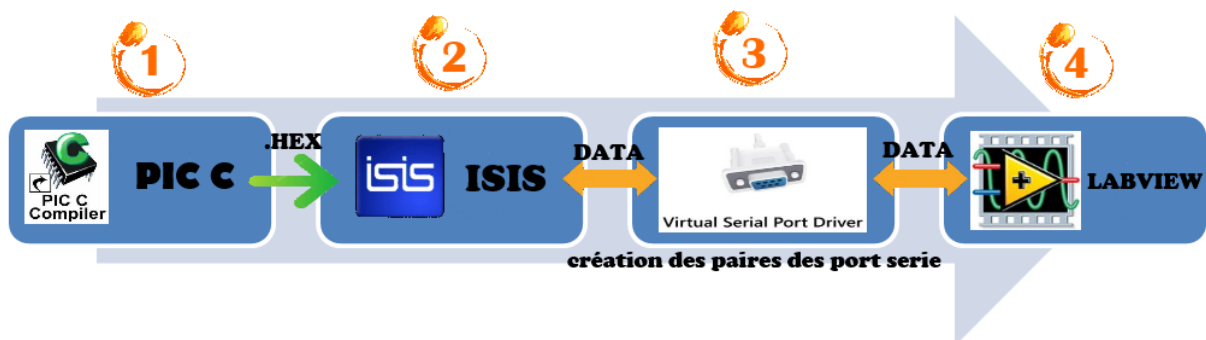 1
2
3
4
PIC C
Compiler
PIC C
.HEX
isis
ISIS
DATA
Virtual Serial Port Driver
DATA
LABVIEW
création des paires des port serie